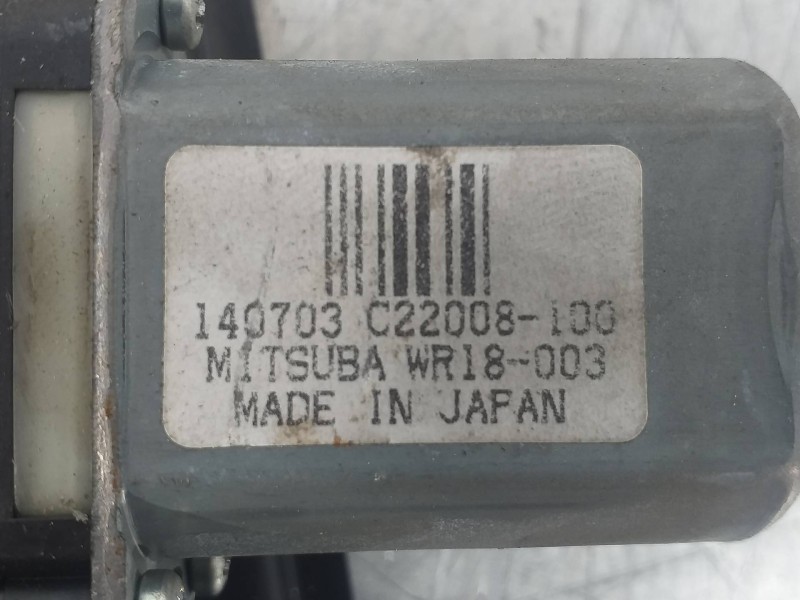 140703 C22008-100
MITSUBA WR18-003
MADE IN JAPAN